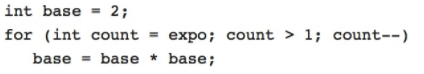 int base = 2;
for (int count = expo; count > 1; count--)
base = base * base;